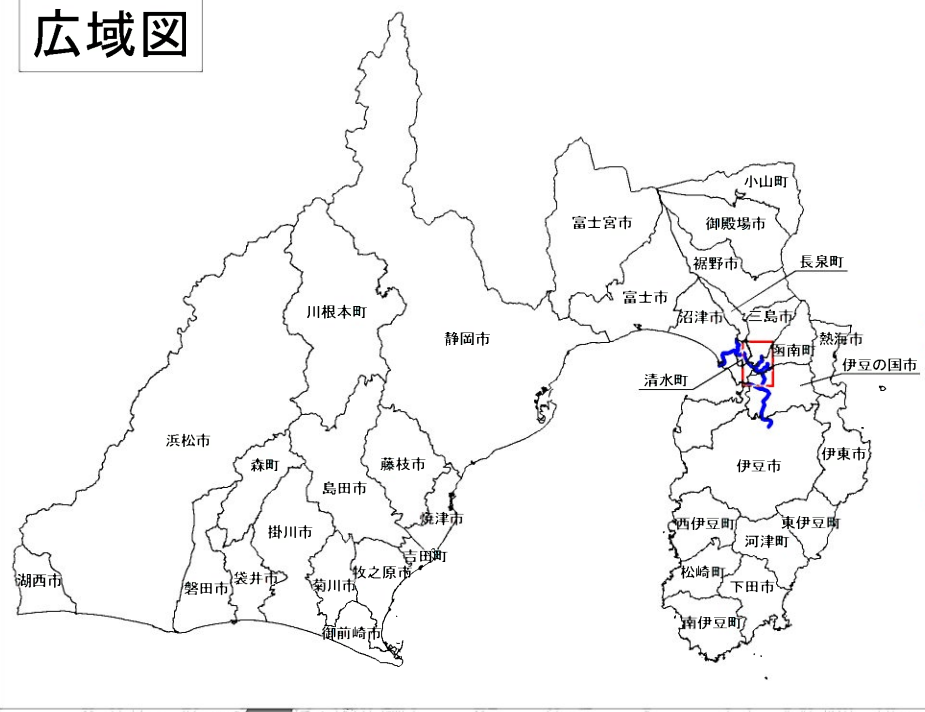 広域図
小山町
富士宮市
御殿場市
裾野市
長泉町
富士市
沼津市
三島市
川根本町
静岡市
熱海市
函南町
伊豆の国市
清水町
浜松市
森町
藤枝市
伊東市
伊豆市
島田市
焼津市
掛川市
西伊豆町
東伊豆町
河津町
吉田町
湖西市
磐田市
袋井市
菊川市
牧之原市
松崎町
下田市
御前崎市
南伊豆町